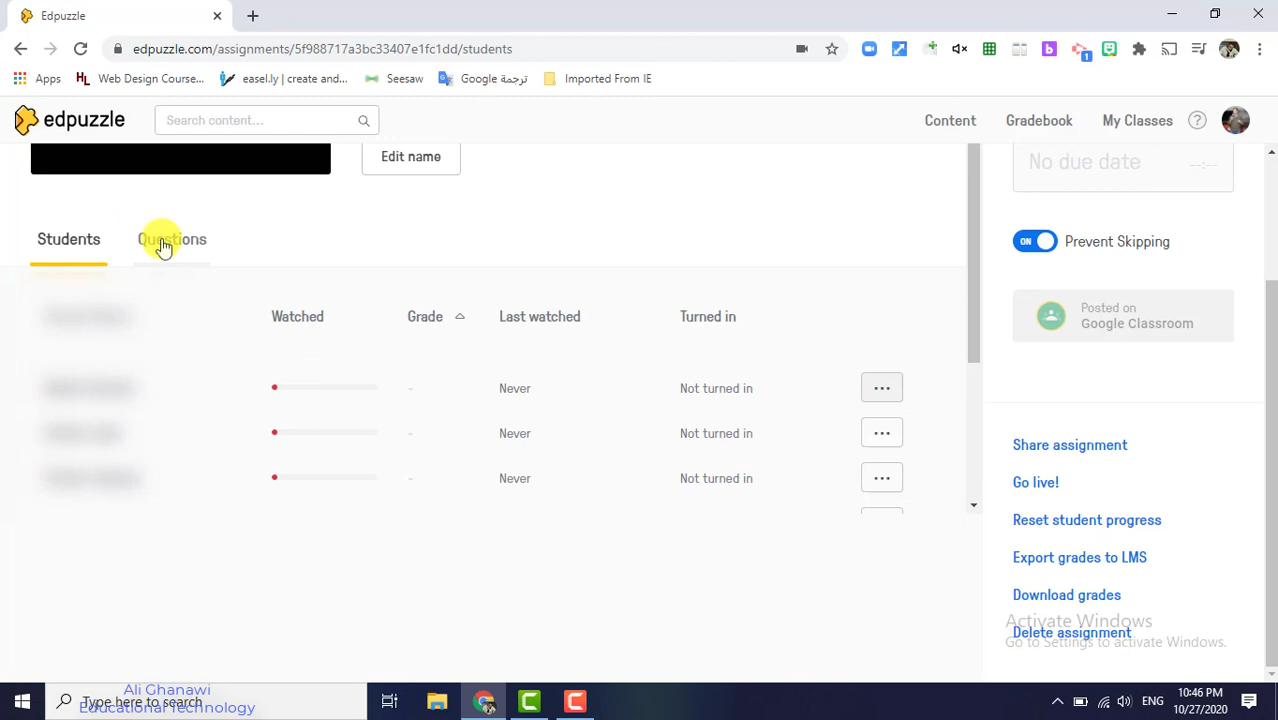 Edpuzzle
edpuzzle.com/assignments/5f988717a3bc33407e1fc1dd/students
1
Apps
HL Web Design Course...
easel.ly | create and...
Seesaw
Google ترجمة
Imported From IE
edpuzzle
Search content...
Content
Gradebook
My Classes
?
Edit name
No due date
--:--
Students
Questions
ON Prevent Skipping
Watched
Grade
Last watched
Turned in
Posted on
Google Classroom
-
Never
Not turned in
...
-
Never
Not turned in
...
-
Never
Not turned in
...
Share assignment
Go live!
Reset student progress
Export grades to LMS
Download grades
Delete assignment
Activate Windows
Go to Settings to activate Windows.
Type here to search
Ali Ghanawi
Educational Technology
ENG
10:46 PM
10/27/2020